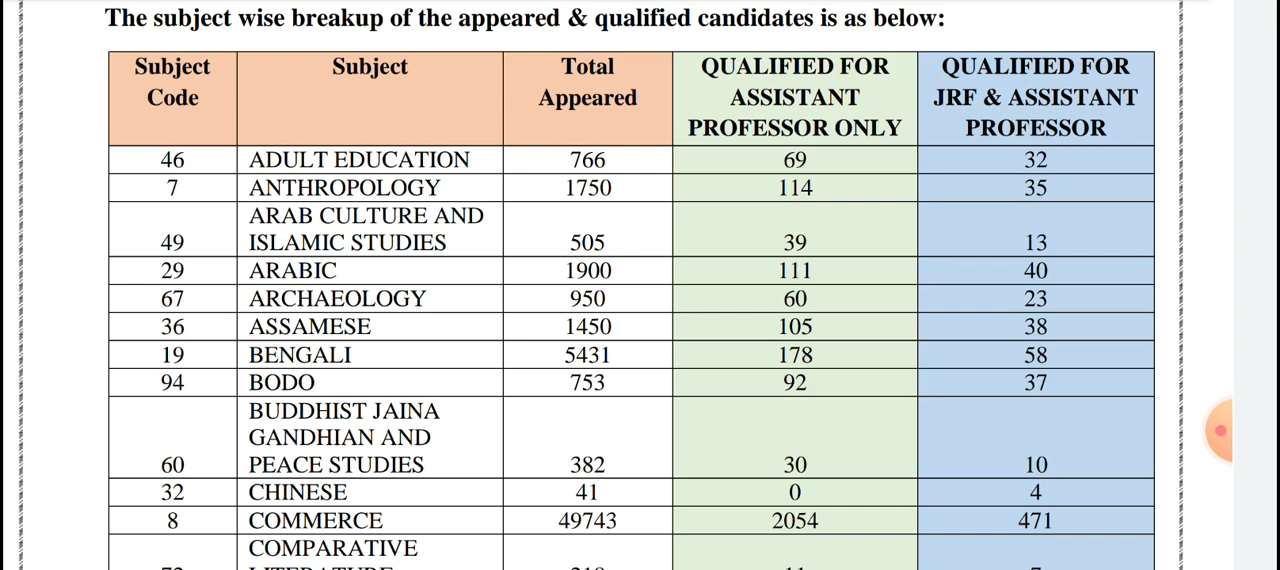 The subject wise breakup of the appeared & qualified candidates is as below:
Subject Code Subject Total Appeared QUALIFIED FOR ASSISTANT PROFESSOR ONLY QUALIFIED FOR JRF & ASSISTANT PROFESSOR
46 ADULT EDUCATION 766 69 32
7 ANTHROPOLOGY 1750 114 35
ARAB CULTURE AND
49 ISLAMIC STUDIES 505 39 13
29 ARABIC 1900 111 40
67 ARCHAEOLOGY 950 60 23
36 ASSAMESE 1450 105 38
19 BENGALI 5431 178 58
94 BODO 753 92 37
BUDDHIST JAINA
GANDHIAN AND
60 PEACE STUDIES 382 30 10
32 CHINESE 41 0 4
8 COMMERCE 49743 2054 471
COMPARATIVE